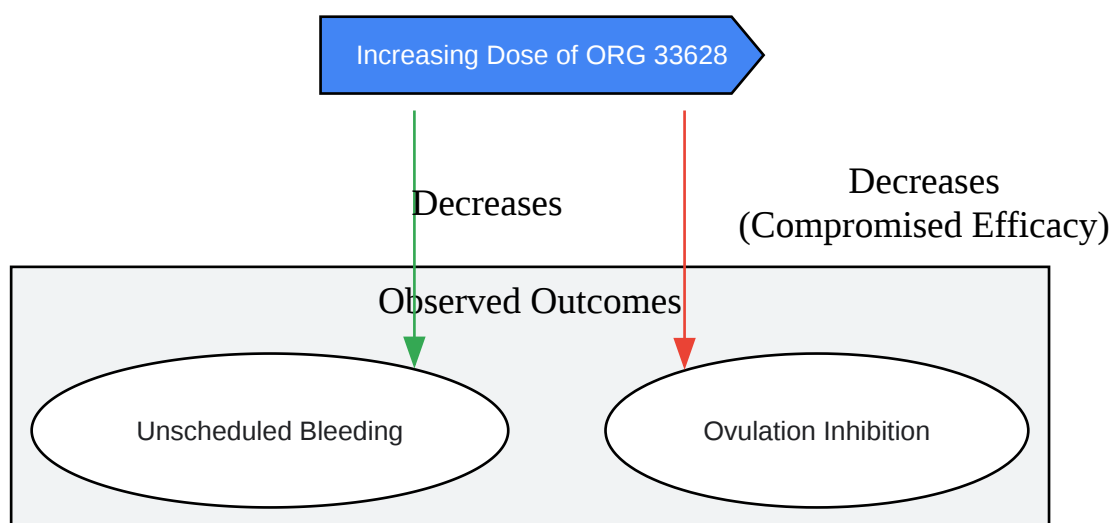 Increasing Dose of ORG 33628
Decreases
Decreases
(Compromised Efficacy)
Observed Outcomes
Unscheduled Bleeding
Ovulation Inhibition